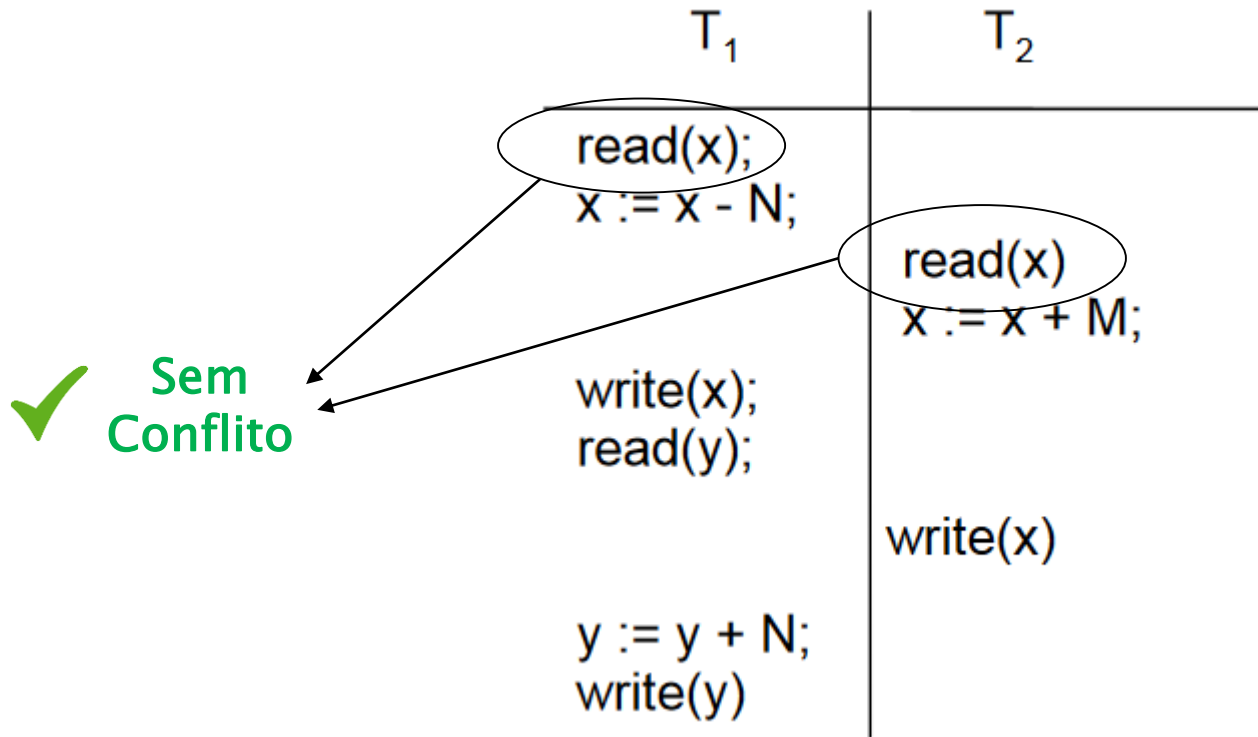 T1 T2
read(x);
x := x - N;
read(x)
x := x + M;
Sem
Conflito
write(x);
read(y);
write(x)
y := y + N;
write(y)